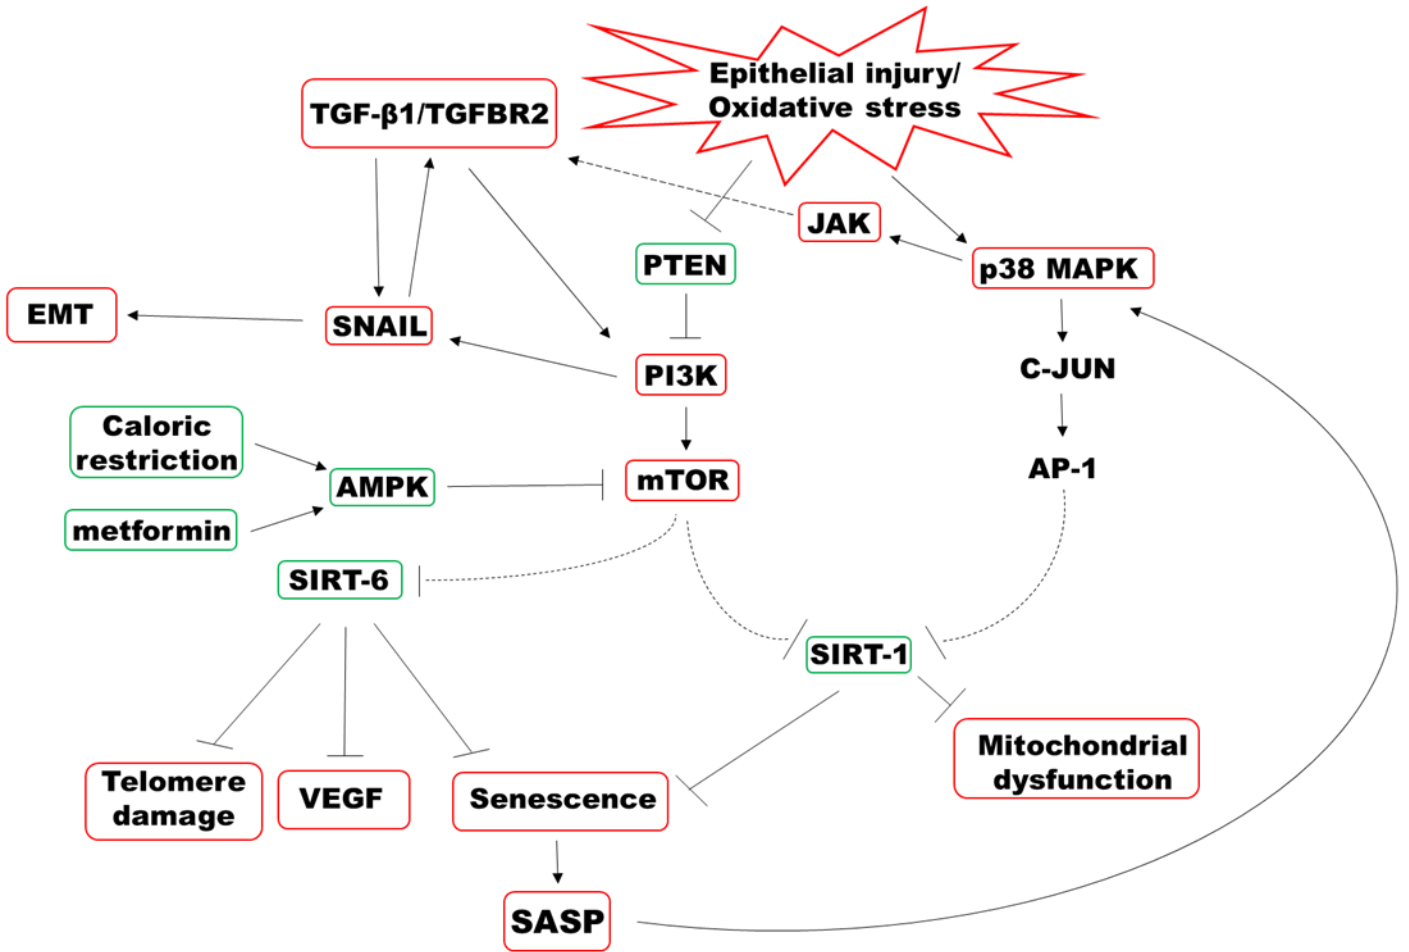 Epithelial injury/
Oxidative stress
TGF-β1/TGFBR2
JAK
PTEN
p38 MAPK
EMT
SNAIL
PI3K
C-JUN
Caloric
restriction
AMPK
mTOR
AP-1
metformin
SIRT-6
SIRT-1
Telomere
damage
VEGF
Senescence
Mitochondrial
dysfunction
SASP